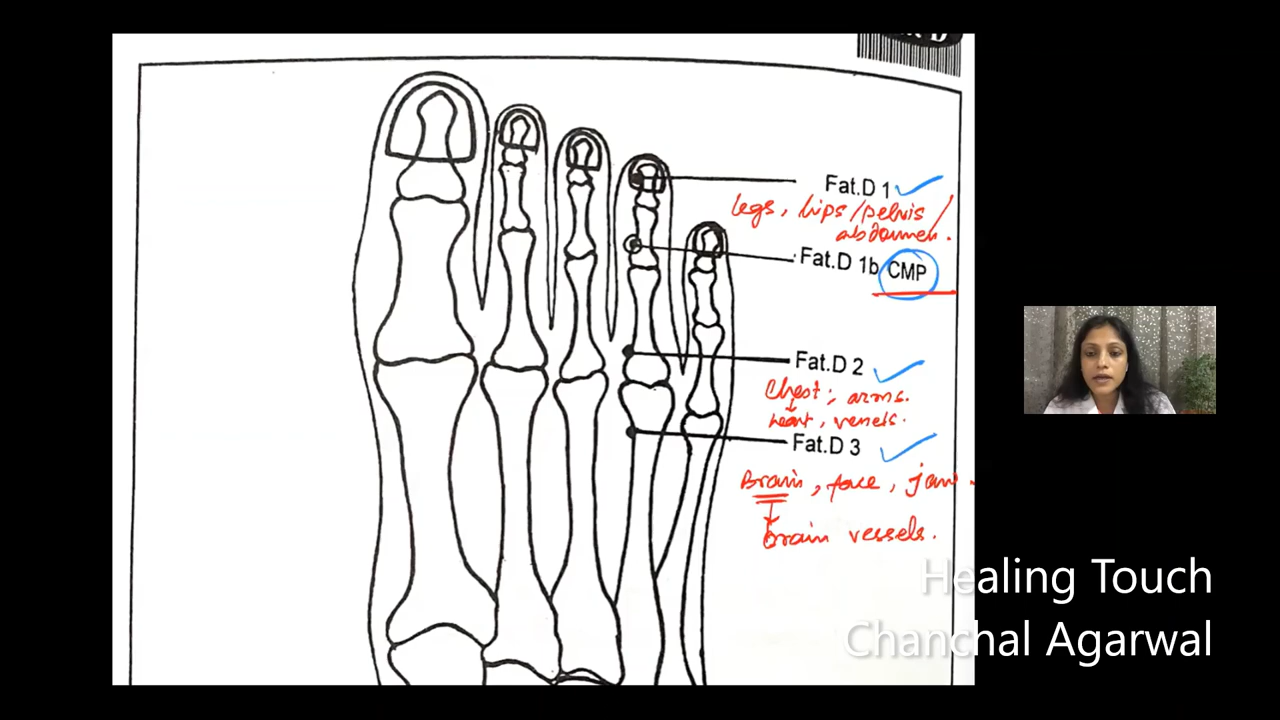 Fat.D 1
legs, hips/pelvis/
abdomen.
Fat.D 1b CMP
Fat.D 2
Chest, arms.
heart, vessels.
Fat.D 3
Brain, face, jaw.
brain vessels.
Healing Touch
Chanchal Agarwal